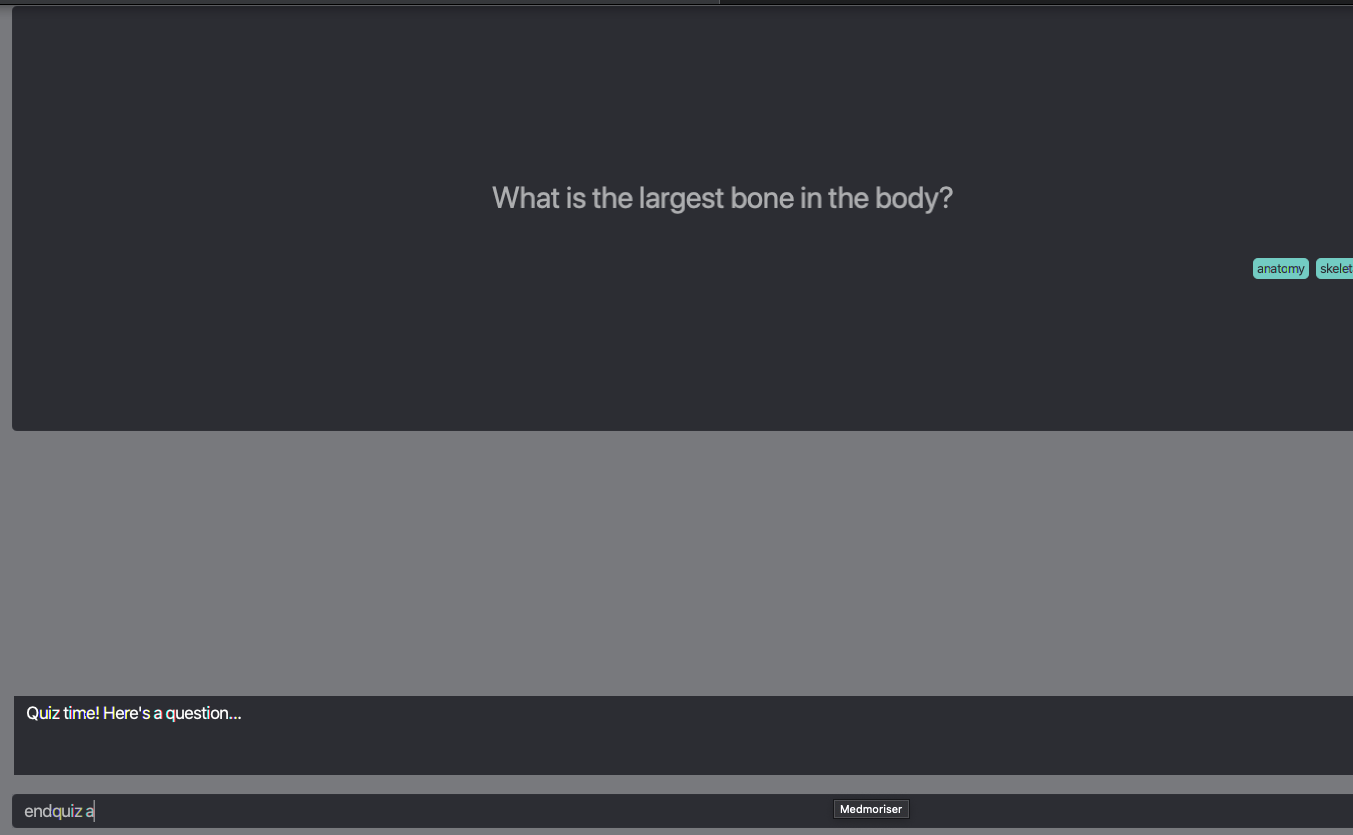 What is the largest bone in the body?
anatomy skelet
Quiz time! Here's a question...
endquiz a
Medmoriser